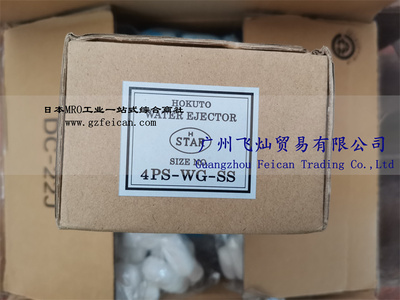 HOKUTO
WATER EJECTOR
H
STAR
SIZE NO.
4PS-WG-SS
日本MRO工业一站式综合商社
www.gzfeican.com
广州飞灿贸易有限公司
Guangzhou Feican Trading Co.,Ltd
DC-22J